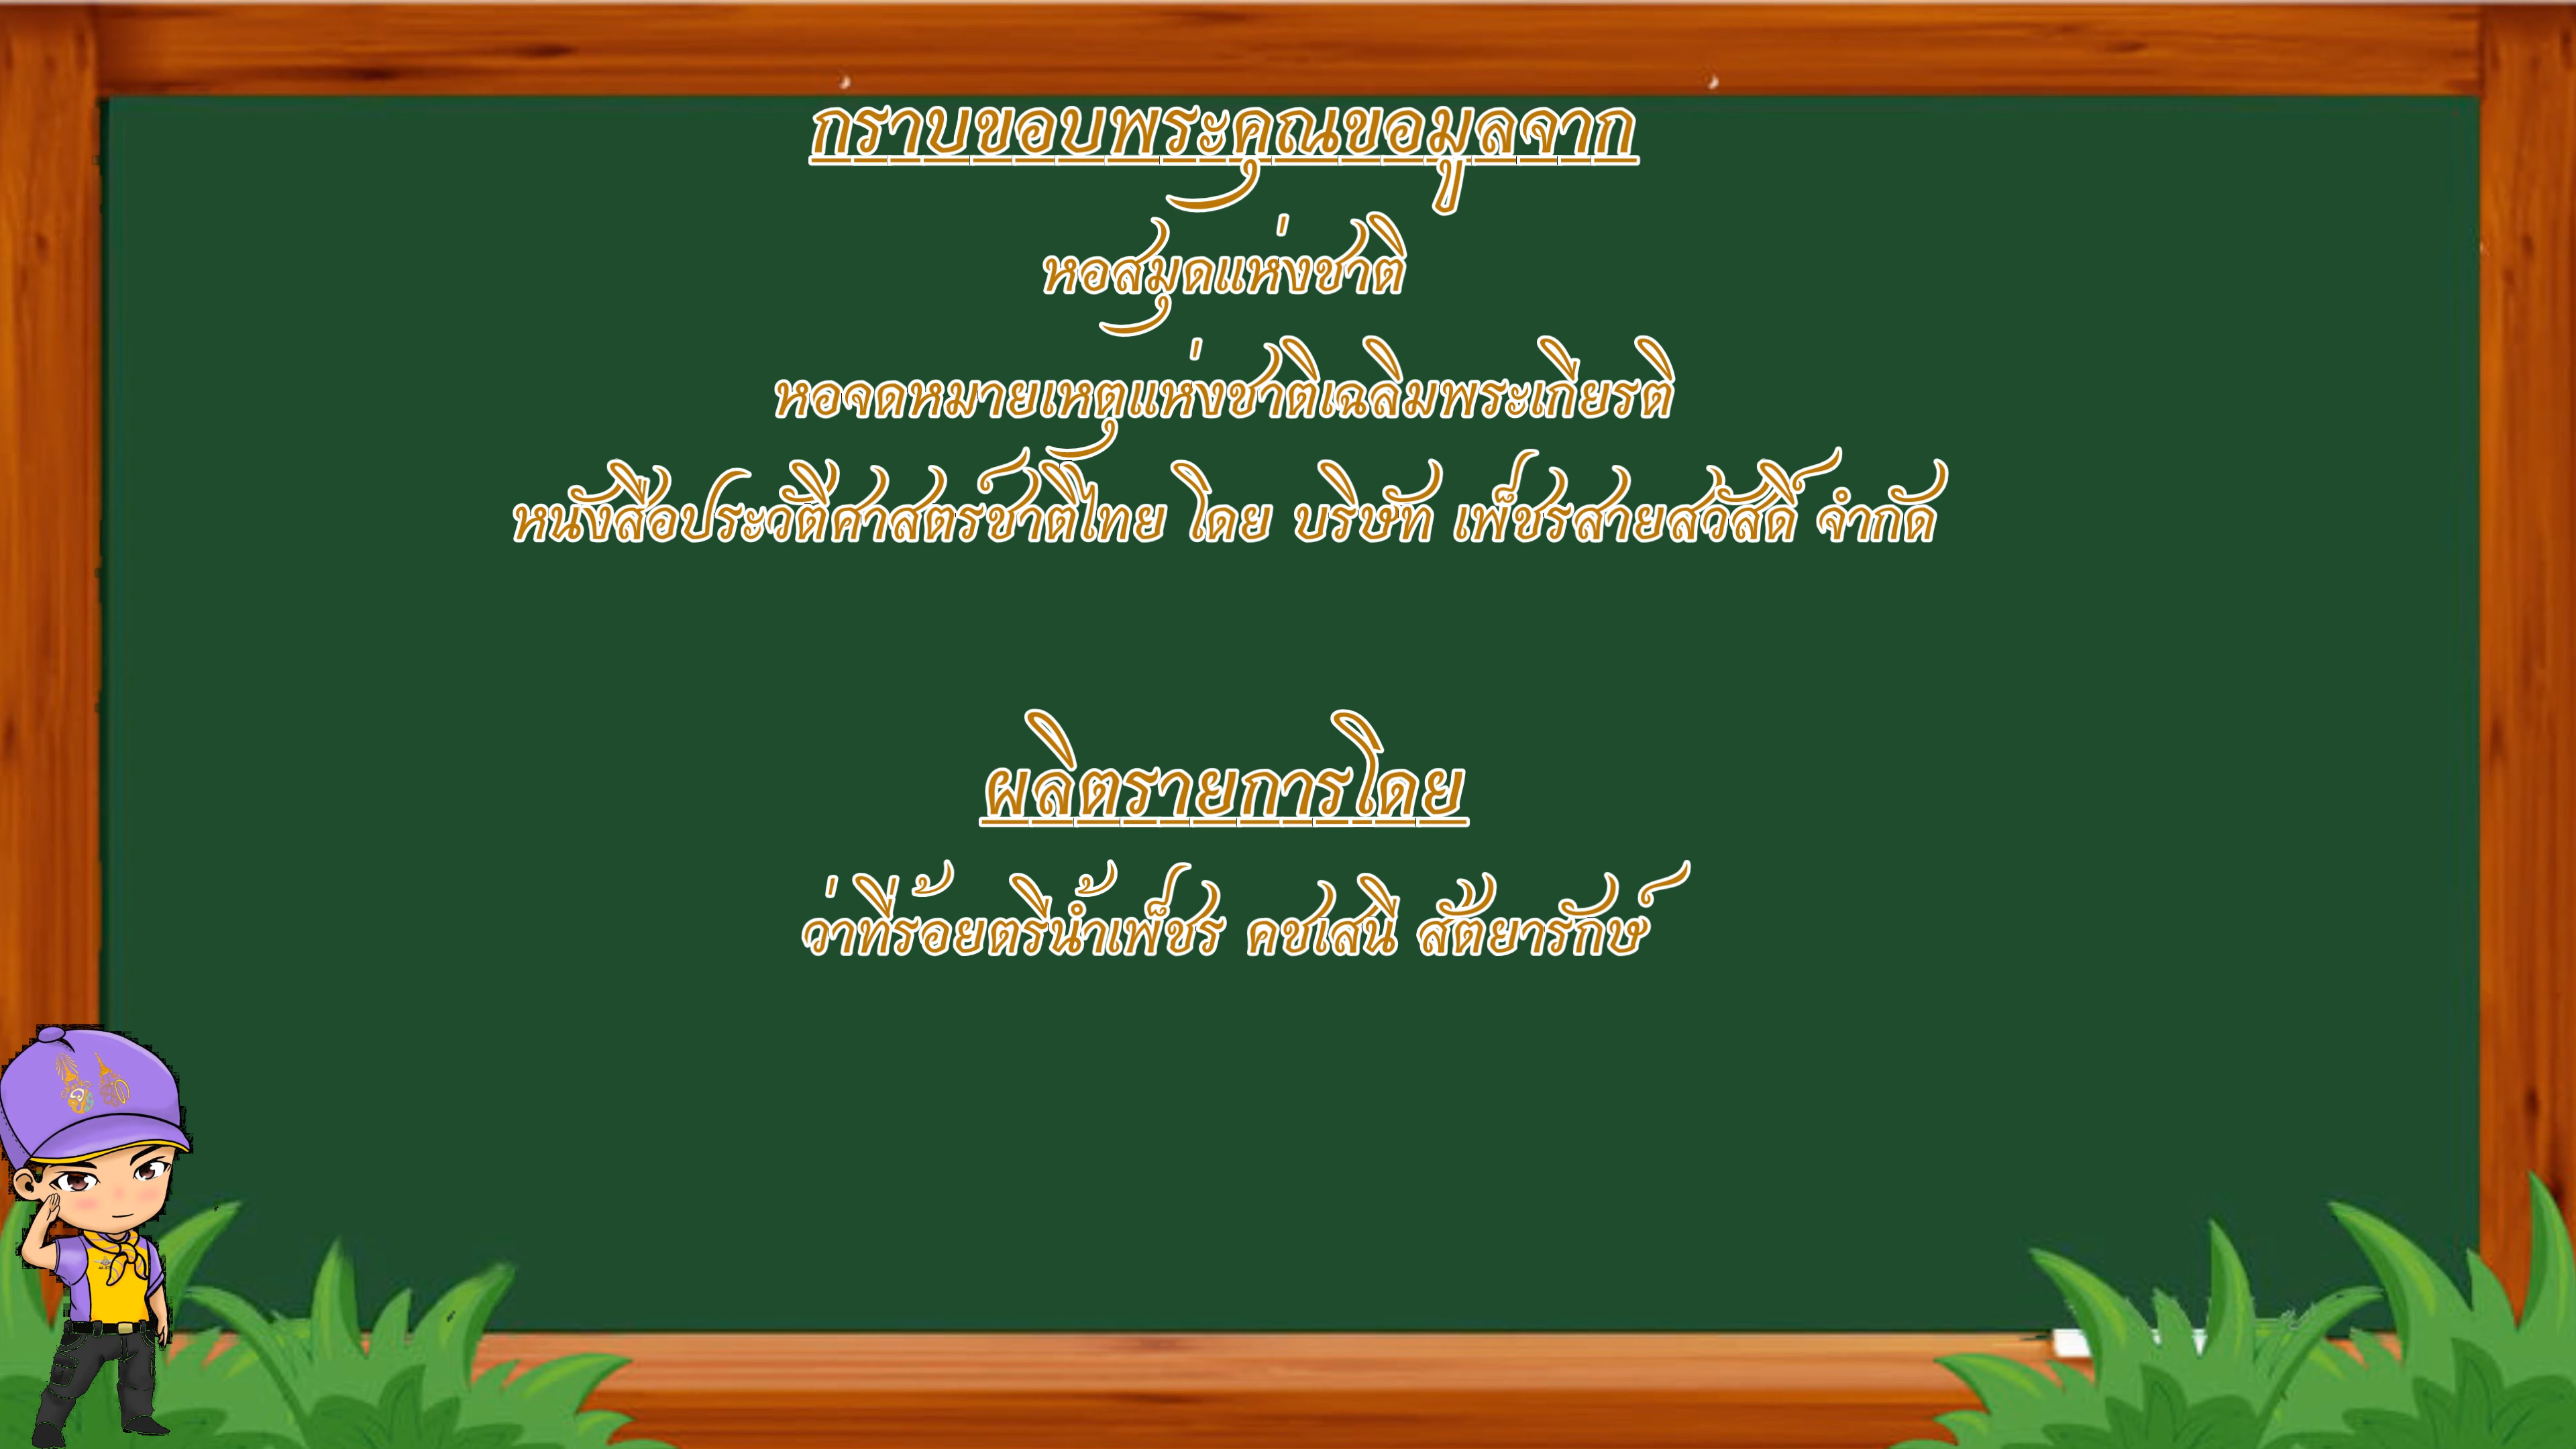 กราบขอบพระคุณขอมูลจาก
หอสมุดแห่งชาติ
หอจดหมายเหตุแห่งชาติเฉลิมพระเกียรติ
หนังสือประวัติศาสตร์ชาติไทย โดย บริษัท เพ็ชรสายสวัสดิ์ จำกัด
ผลิตรายการโดย
ว่าที่ร้อยตรีน้ำเพ็ชร คชเสนี สัตยารักษ์